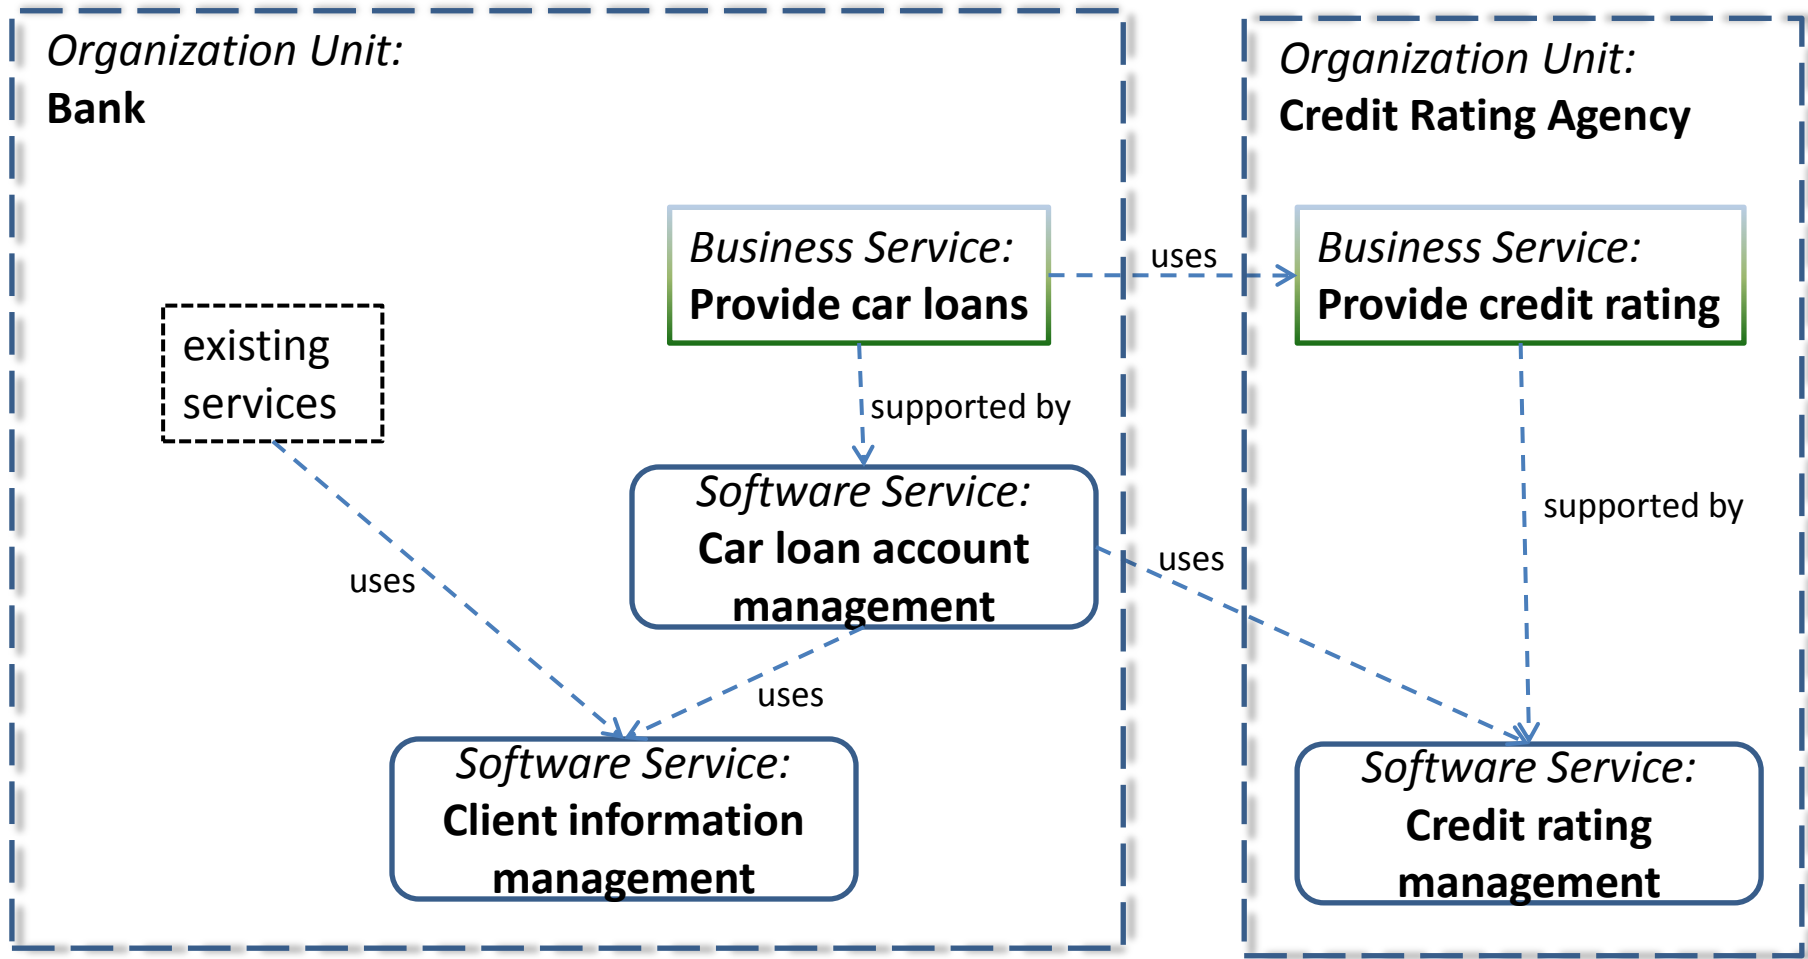 Organization Unit:
Bank
Organization Unit:
Credit Rating Agency
Business Service:
Provide car loans
uses
Business Service:
Provide credit rating
existing
services
supported by
Software Service:
Car loan account
management
supported by
uses
uses
uses
Software Service:
Client information
management
Software Service:
Credit rating
management